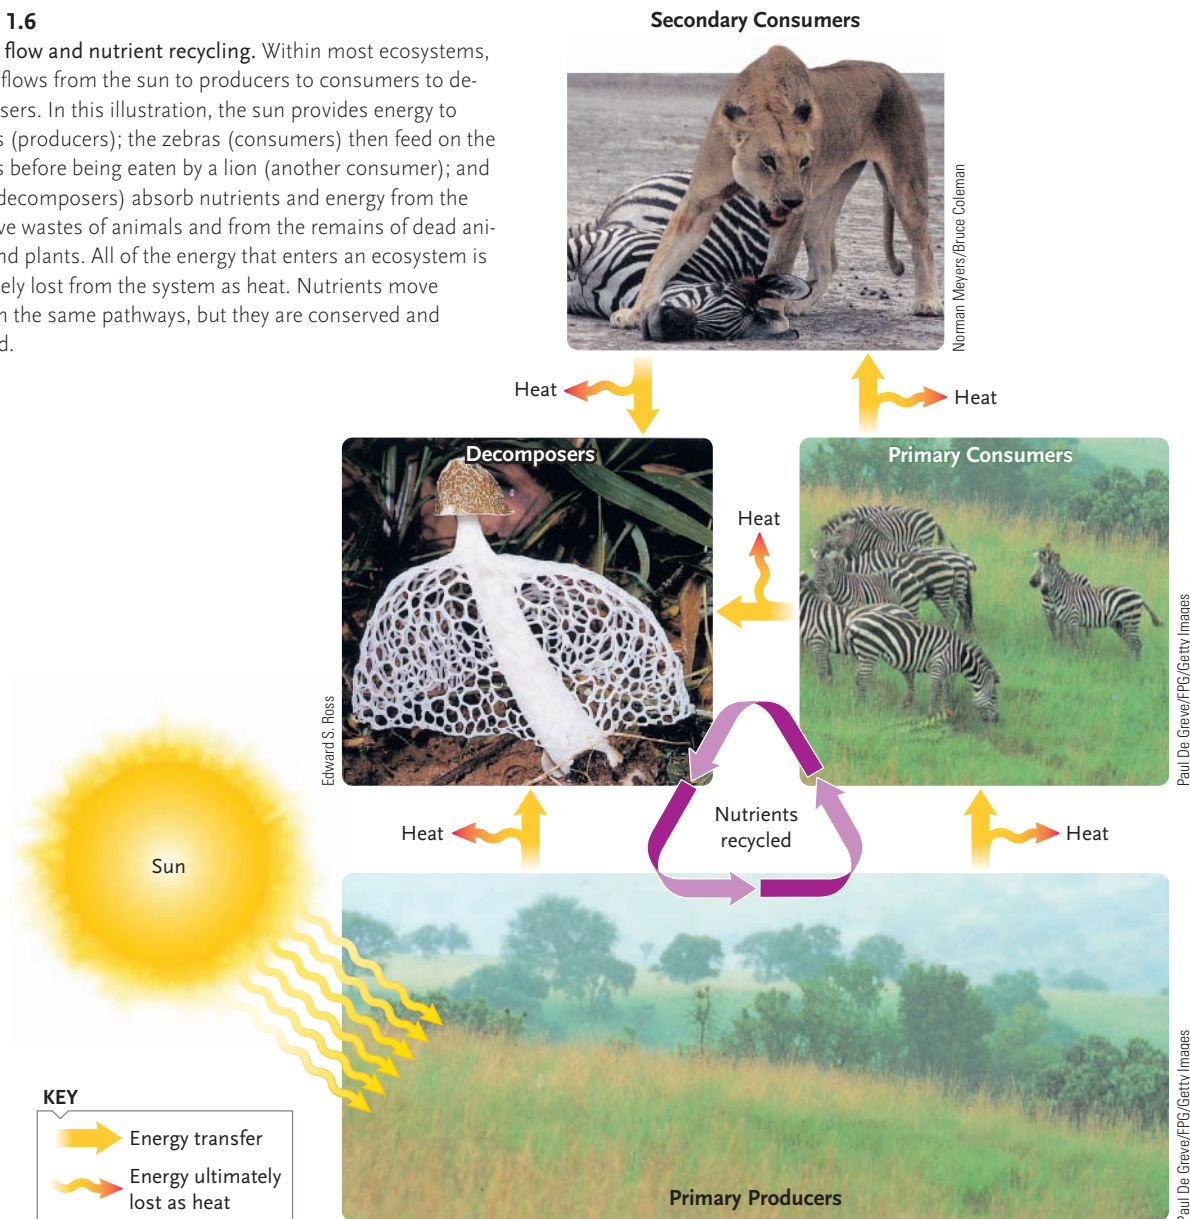 1.6
flow and nutrient recycling. Within most ecosystems,
flows from the sun to producers to consumers to de-
sers. In this illustration, the sun provides energy to
s (producers); the zebras (consumers) then feed on the
s before being eaten by a lion (another consumer); and
decomposers) absorb nutrients and energy from the
ve wastes of animals and from the remains of dead ani-
nd plants. All of the energy that enters an ecosystem is
ely lost from the system as heat. Nutrients move
n the same pathways, but they are conserved and
d.
Secondary Consumers
Norman Meyers/Bruce Coleman
Heat
Heat
Decomposers
Edward S. Ross
Heat
Primary Consumers
Paul De Greve/FPG/Getty Images
Nutrients
recycled
Heat
Heat
Sun
Primary Producers
Paul De Greve/FPG/Getty Images
KEY
Energy transfer
Energy ultimately
lost as heat